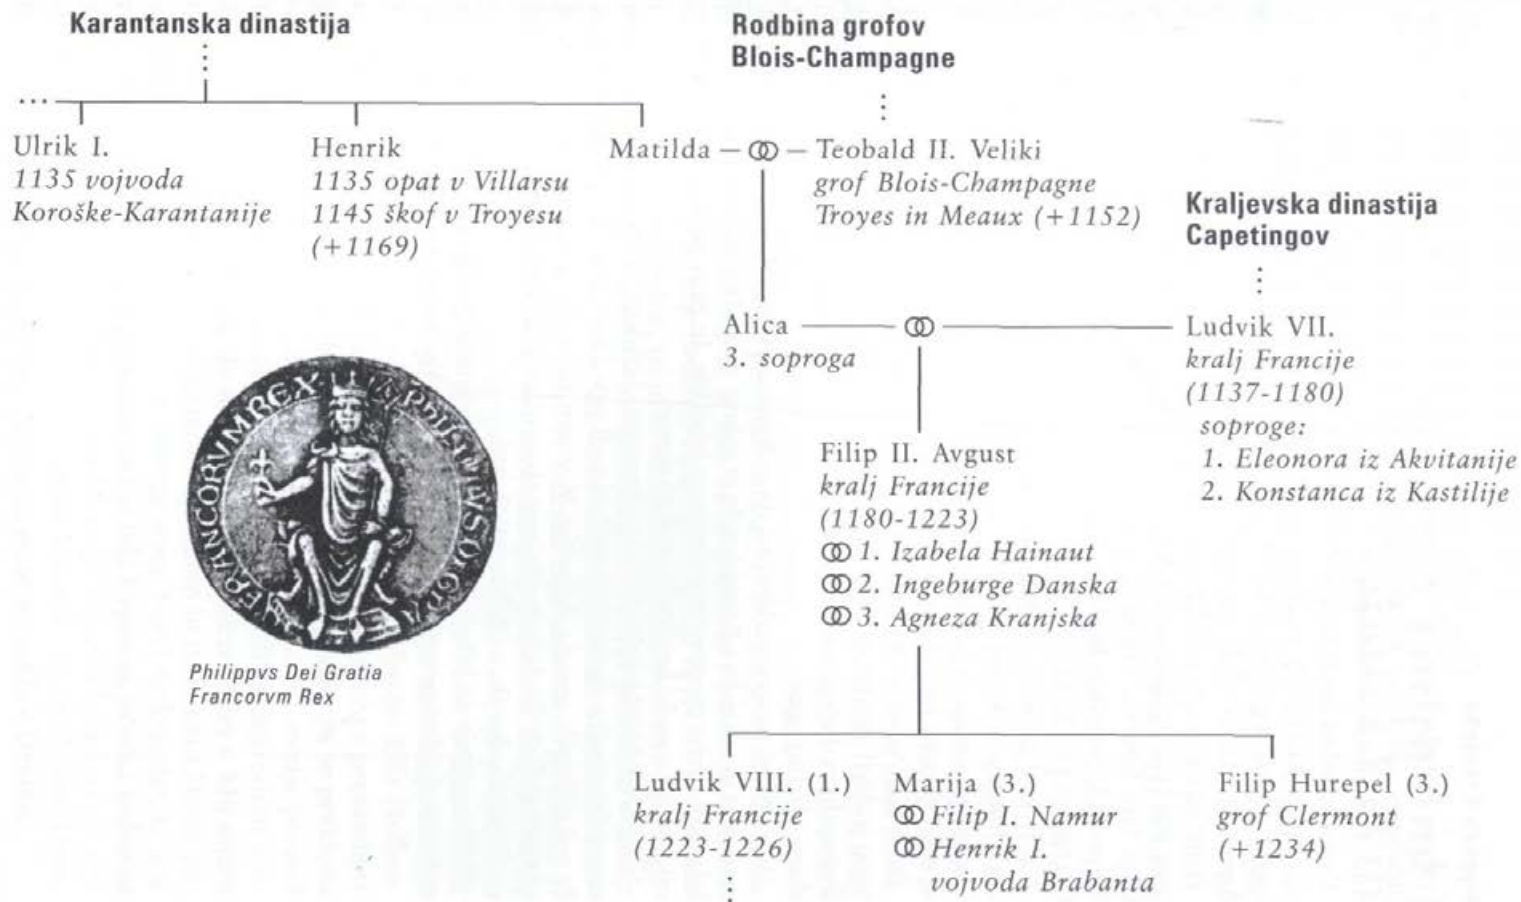 Karantanska dinastija
Rodbina grofov
Blois-Champagne
Ulrik I.
1135 vojvoda
Koroške-Karantanije
Henrik
1135 opat v Villarsu
1145 škof v Troyesu
(+1169)
Matilda
Teobald II. Veliki
grof Blois-Champagne
Troyes in Meaux (+1152)
Kraljevska dinastija
Capetingov
Alica
3. soproga
Ludvik VII.
kralj Francije
(1137-1180)
soproge:
1. Eleonora iz Akvitanije
2. Konstanca iz Kastilije
Filip II. Avgust
kralj Francije
(1180-1223)
1. Izabela Hainaut
2. Ingeburge Danska
3. Agneza Kranjska
FRANCORVM REX
Philippvs Dei Gratia
Francorvm Rex
Ludvik VIII. (1.)
kralj Francije
(1223-1226)
Marija (3.)
Filip I. Namur
Henrik I.
vojvoda Brabanta
Filip Hurepel (3.)
grof Clermont
(+1234)